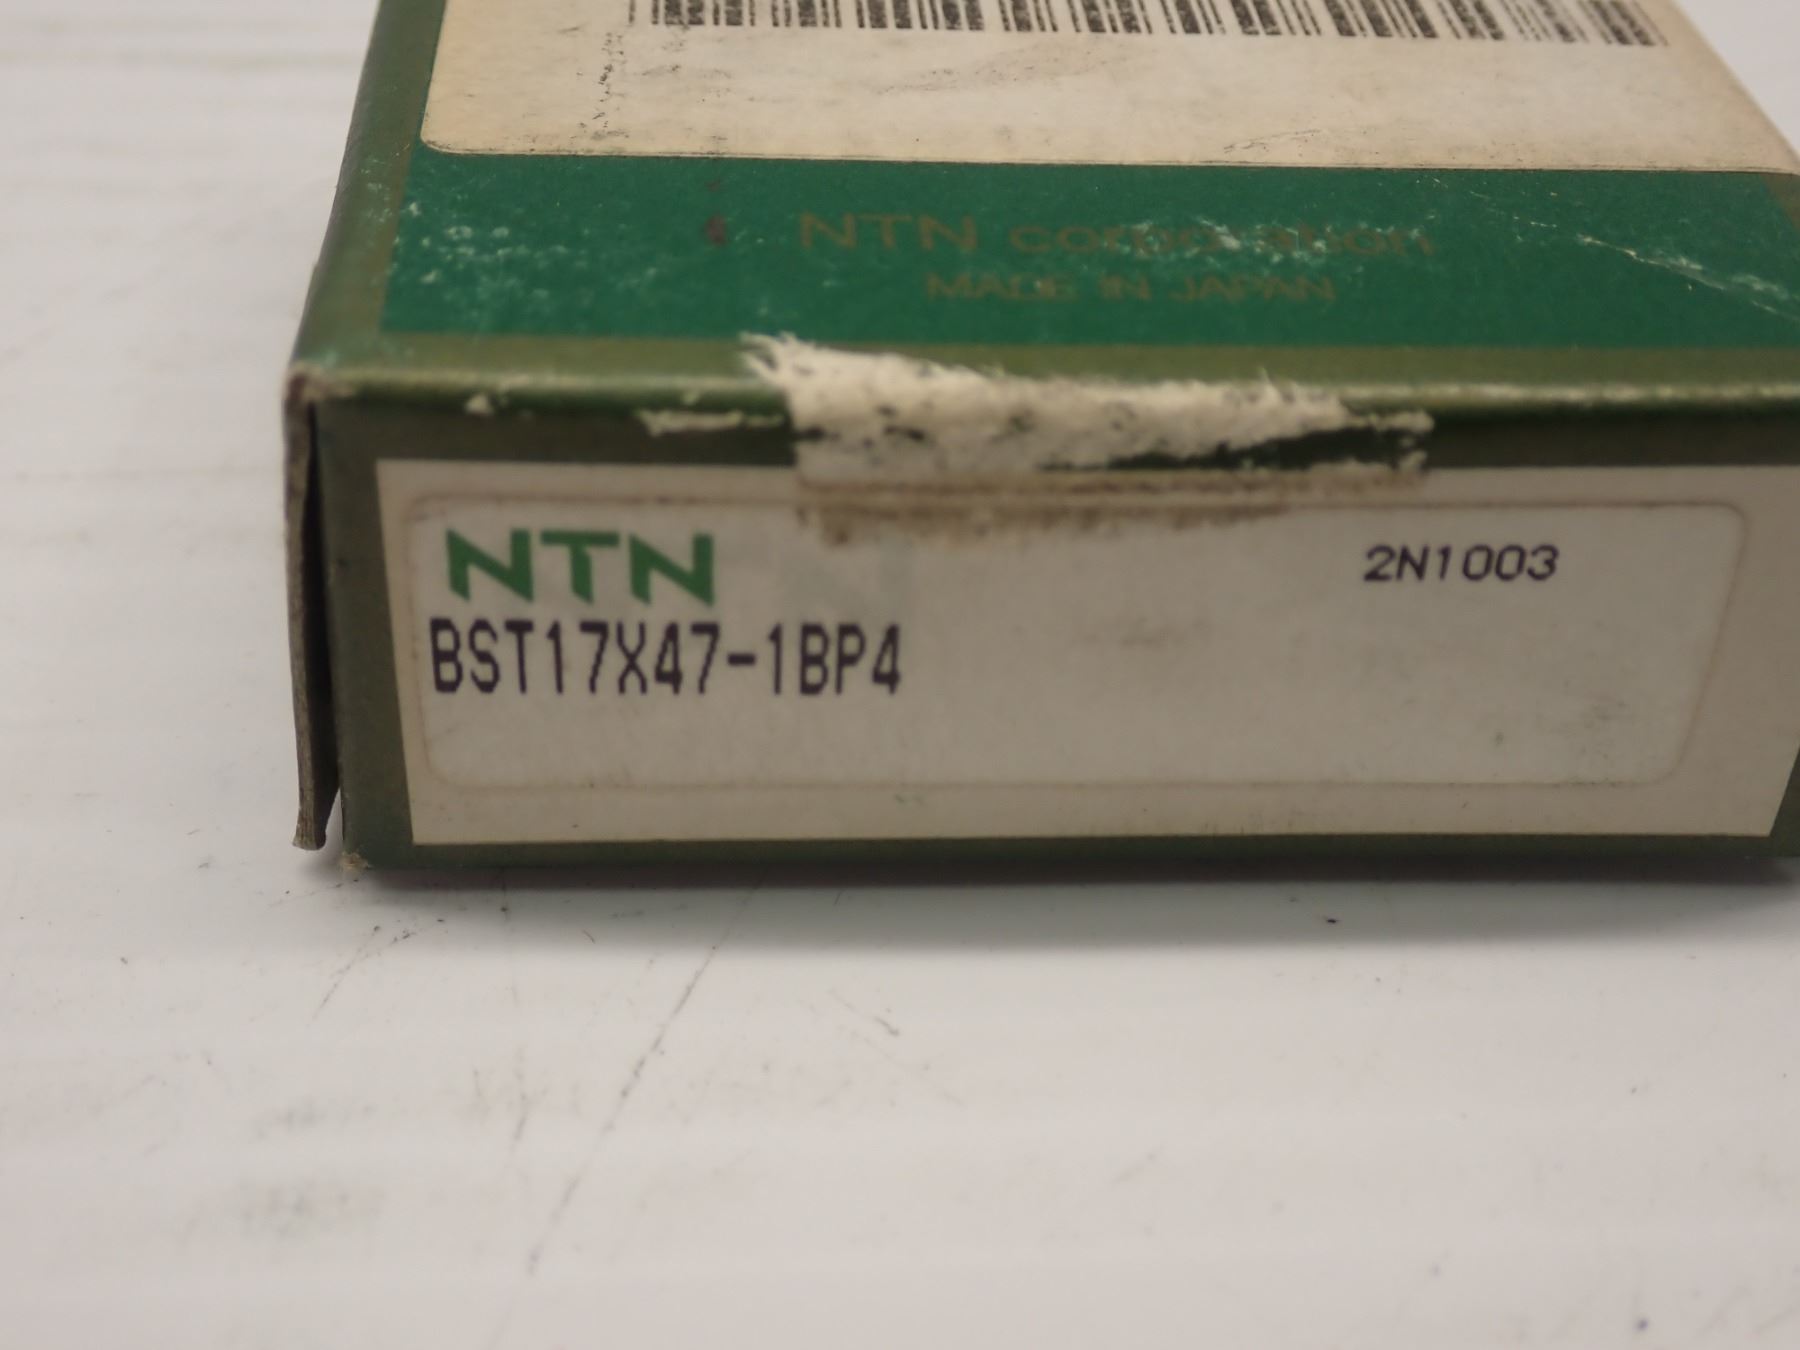 NTN corporation
MADE IN JAPAN
NTN
2N1003
BST17X47-1BP4